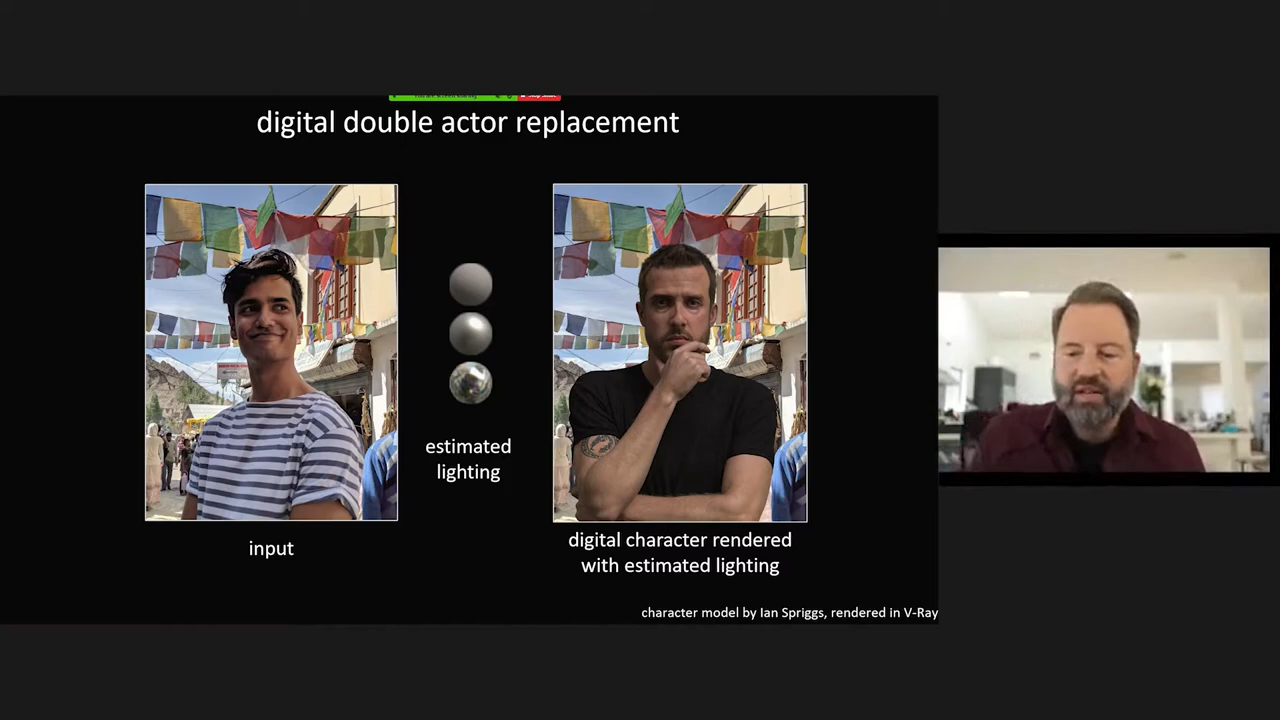 digital double actor replacement
estimated
lighting
input
digital character rendered
with estimated lighting
character model by Ian Spriggs, rendered in V-Ray